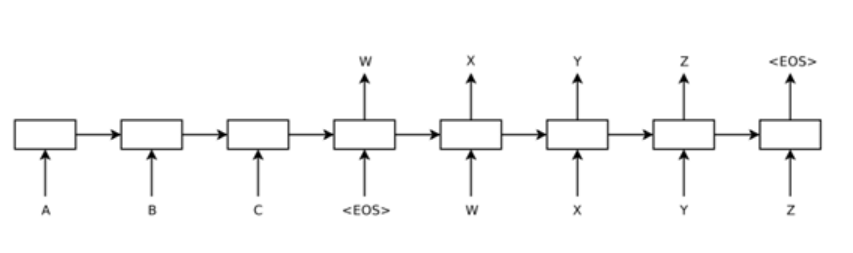 W X Y Z <EOS>
A B C <EOS> W X Y Z